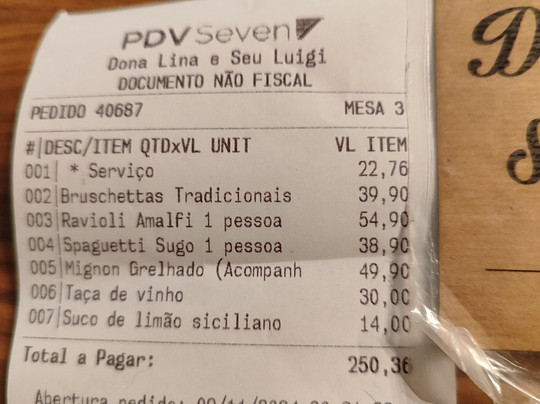 PDV Seven
Dona Lina e Seu Luigi
DOCUMENTO NÃO FISCAL
PEDIDO 40687 MESA 3
#|DESC/ITEM QTDxVL UNIT VL ITEM
001| * Serviço 22,76
002|Bruschettas Tradicionais 39,90
003|Ravioli Amalfi 1 pessoa 54,90
004|Spaguetti Sugo 1 pessoa 38,90
005|Mignon Grelhado (Acompanh 49,90
006|Taça de vinho 30,00
007|Suco de limão siciliano 14,00
Total a Pagar: 250,36
Abertura pedido: